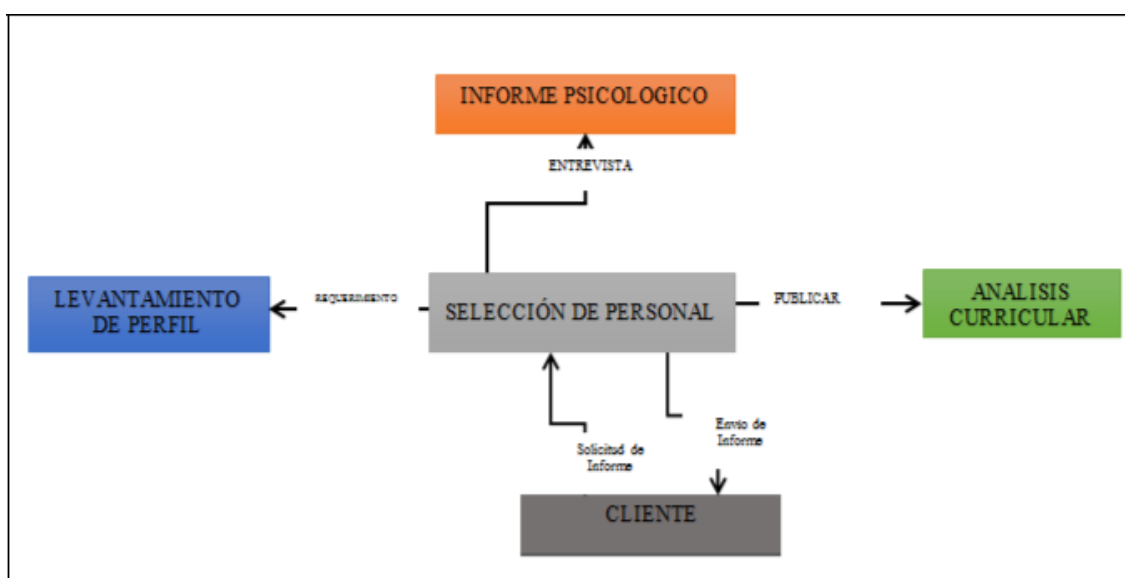 INFORME PSICOLOGICO
ENTREVISTA
LEVANTAMIENTO
DE PERFIL
REQUERIMIENTO
SELECCIÓN DE PERSONAL
PUBLICAR
ANALISIS
CURRICULAR
Solicitud de
Informe
Envio de
Informe
CLIENTE